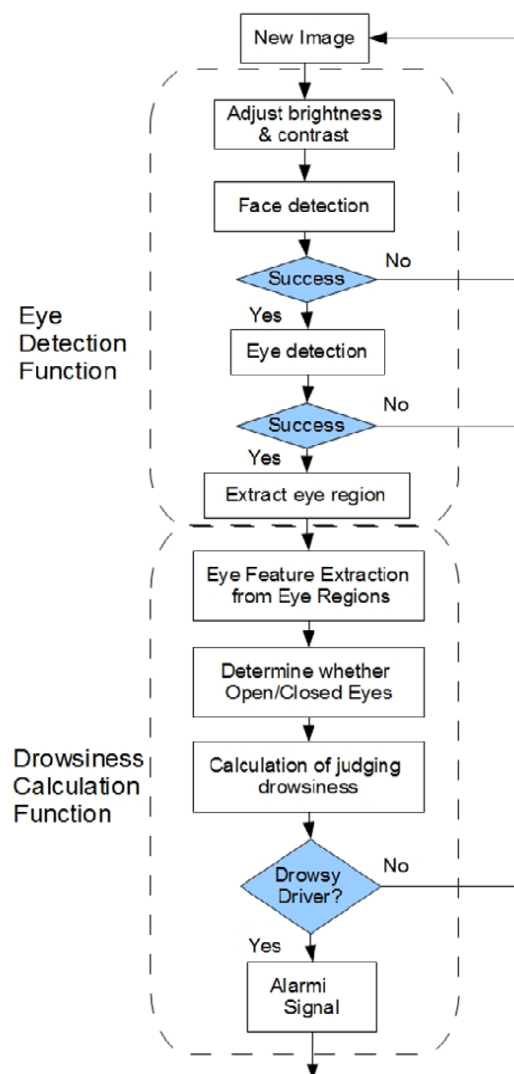 New Image
Adjust brightness
& contrast
Face detection
Success
No
Yes
Eye
Detection
Function
Eye detection
Success
No
Yes
Extract eye region
Eye Feature Extraction
from Eye Regions
Determine whether
Open/Closed Eyes
Drowsiness
Calculation
Function
Calculation of judging
drowsiness
Drowsy
Driver?
No
Yes
Alarmi
Signal